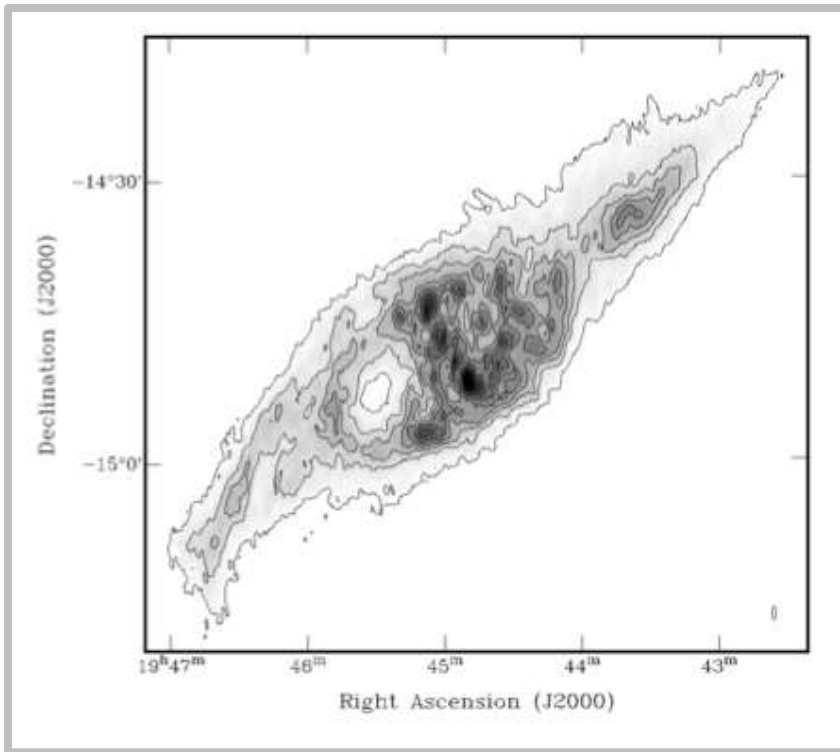 −14°30'
−15°0'
Declination (J2000)
19ʰ47ᵐ 46ᵐ 45ᵐ 44ᵐ 43ᵐ
Right Ascension (J2000)